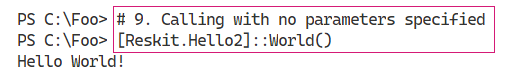 PS C:\Foo> # 9. Calling with no parameters specified
PS C:\Foo> [Reskit.Hello2]::World()
Hello World!